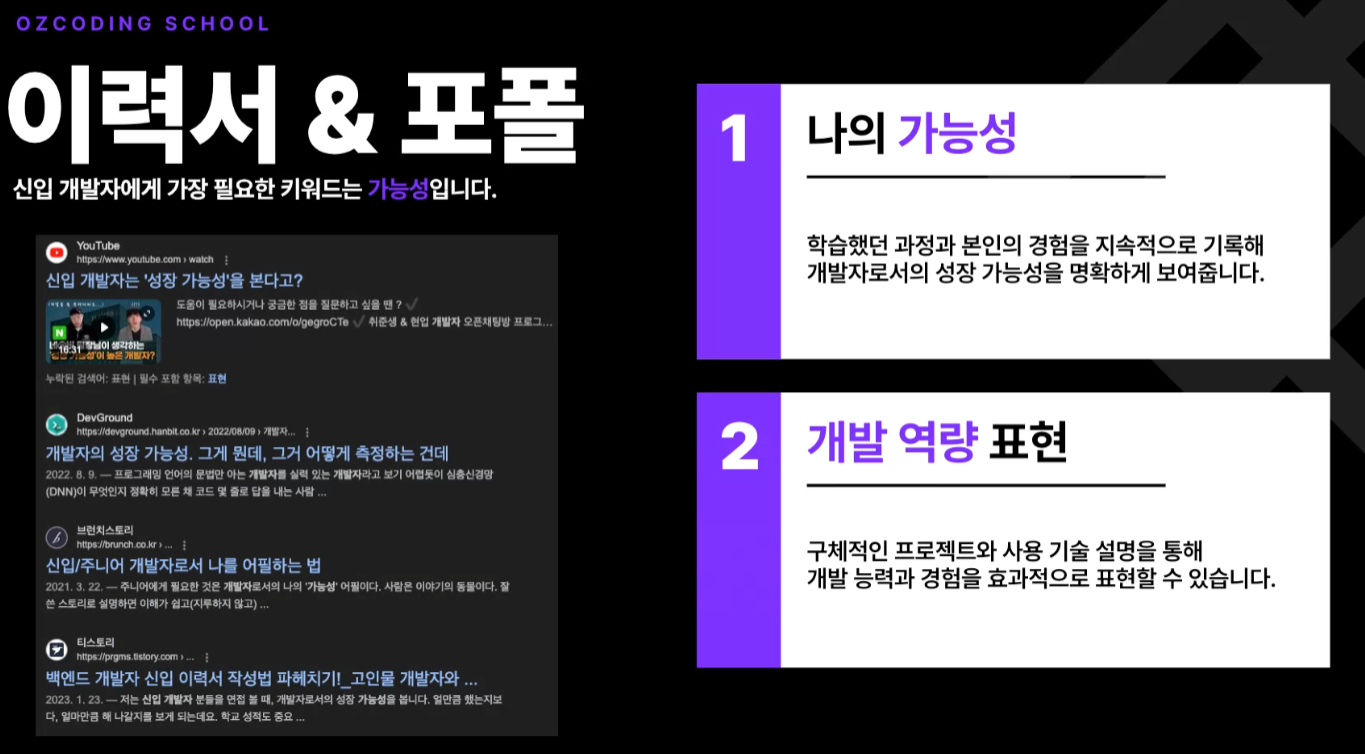 OZCODING SCHOOL
이력서 & 포폴
신입 개발자에게 가장 필요한 키워드는 가능성입니다.
YouTube
https://www.youtube.com › watch
신입 개발자는 '성장 가능성'을 본다고?
도움이 필요하시거나 궁금한 점을 질문하고 싶을 땐 ? ✔
https://open.kakao.com/o/gegroCTe ✔ 취준생 & 현업 개발자 오픈채팅방 프로그...
N
16:31
생각하는
높은 개발자?
누락된 검색어: 표현 | 필수 포함 항목: 표현
DevGround
https://devground.hanbit.co.kr › 2022/08/09 › 개발자...
개발자의 성장 가능성. 그게 뭔데, 그거 어떻게 측정하는 건데
2022. 8. 9. — 프로그래밍 언어의 문법만 아는 개발자를 실력 있는 개발자라고 보기 어렵듯이 심층신경망
(DNN)이 무엇인지 정확히 모른 채 코드 몇 줄로 답을 내는 사람 ...
브런치스토리
https://brunch.co.kr › ...
신입/주니어 개발자로서 나를 어필하는 법
2021. 3. 22. — 주니어에게 필요한 것은 개발자로서의 나의 '가능성' 어필이다. 사람은 이야기의 동물이다. 잘
쓴 스토리로 설명하면 이해가 쉽고(지루하지 않고) ...
티스토리
https://prgms.tistory.com › ...
백엔드 개발자 신입 이력서 작성법 파헤치기!_고인물 개발자와 ...
2023. 1. 23. — 저는 신입 개발자 분들을 면접 볼 때, 개발자로서의 성장 가능성을 봅니다. 얼만큼 했는지보
다, 얼마만큼 해 나갈지를 보게 되는데요. 학교 성적도 중요 ...
1
나의 가능성
학습했던 과정과 본인의 경험을 지속적으로 기록해
개발자로서의 성장 가능성을 명확하게 보여줍니다.
2
개발 역량 표현
구체적인 프로젝트와 사용 기술 설명을 통해
개발 능력과 경험을 효과적으로 표현할 수 있습니다.